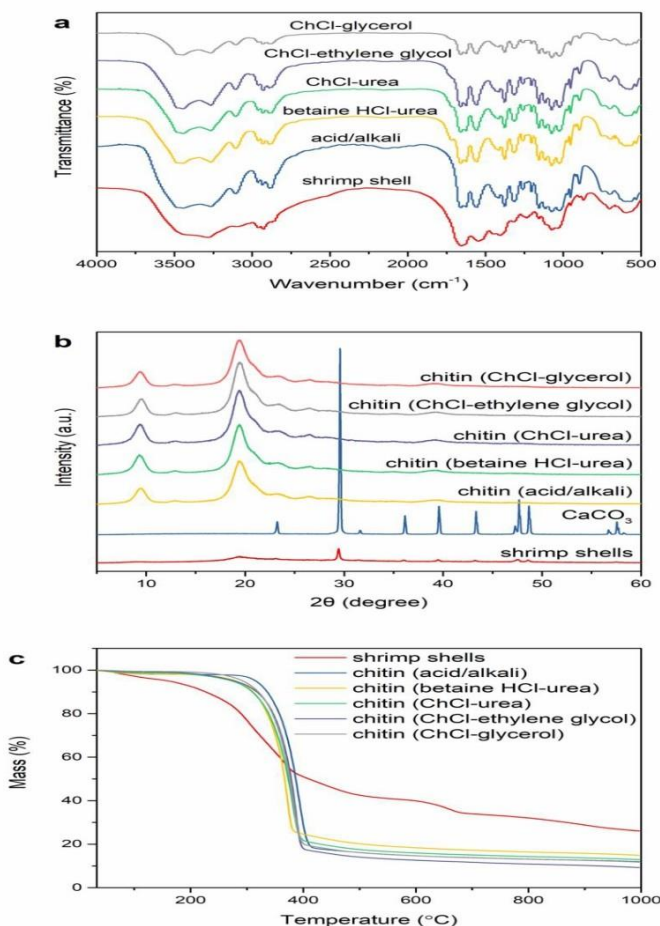 a
ChCl-glycerol
ChCl-ethylene glycol
ChCl-urea
betaine HCl-urea
acid/alkali
shrimp shell
Transmittance (%)
4000 3500 3000 2500 2000 1500 1000 500
Wavenumber (cm⁻¹)
b
chitin (ChCl-glycerol)
chitin (ChCl-ethylene glycol)
chitin (ChCl-urea)
chitin (betaine HCl-urea)
chitin (acid/alkali)
CaCO₃
shrimp shells
Intensity (a.u.)
10 20 30 40 50 60
2θ (degree)
c
shrimp shells
chitin (acid/alkali)
chitin (betaine HCl-urea)
chitin (ChCl-urea)
chitin (ChCl-ethylene glycol)
chitin (ChCl-glycerol)
Mass (%)
100
80
60
40
20
0
200 400 600 800 1000
Temperature (°C)